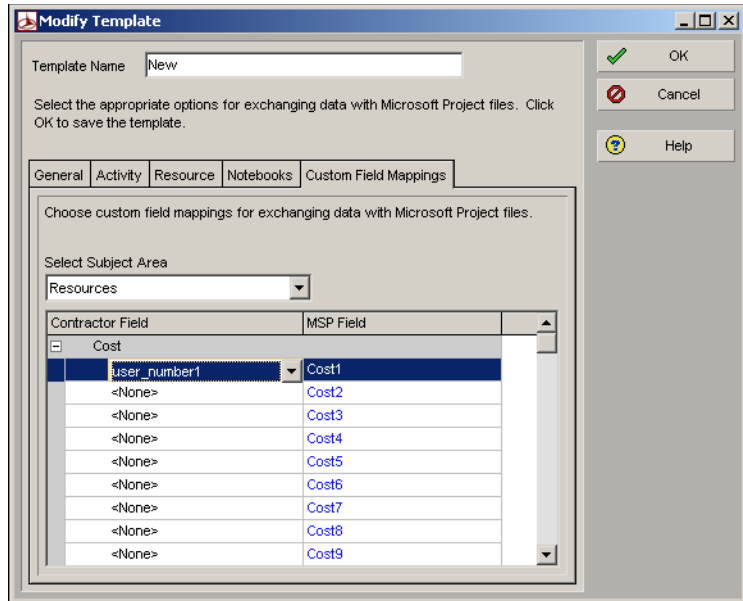 Modify Template
Template Name New
OK
Select the appropriate options for exchanging data with Microsoft Project files. Click
OK to save the template.
Cancel
Help
General Activity Resource Notebooks Custom Field Mappings
Choose custom field mappings for exchanging data with Microsoft Project files.
Select Subject Area
Resources
Contractor Field MSP Field
Cost
user_number1 Cost1
<None> Cost2
<None> Cost3
<None> Cost4
<None> Cost5
<None> Cost6
<None> Cost7
<None> Cost8
<None> Cost9